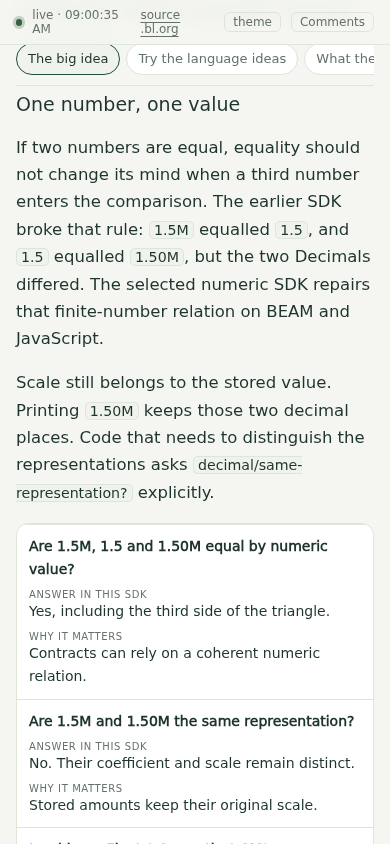 live · 09:00:35 AM
source.bl.org
theme
Comments
The big idea
Try the language ideas
What the
One number, one value
If two numbers are equal, equality should
not change its mind when a third number
enters the comparison. The earlier SDK
broke that rule: 1.5M equalled 1.5, and
1.5 equalled 1.50M, but the two Decimals
differed. The selected numeric SDK repairs
that finite-number relation on BEAM and
JavaScript.
Scale still belongs to the stored value.
Printing 1.50M keeps those two decimal
places. Code that needs to distinguish the
representations asks decimal/same-
representation? explicitly.
Are 1.5M, 1.5 and 1.50M equal by numeric
value?
ANSWER IN THIS SDK
Yes, including the third side of the triangle.
WHY IT MATTERS
Contracts can rely on a coherent numeric
relation.
Are 1.5M and 1.50M the same representation?
ANSWER IN THIS SDK
No. Their coefficient and scale remain distinct.
WHY IT MATTERS
Stored amounts keep their original scale.